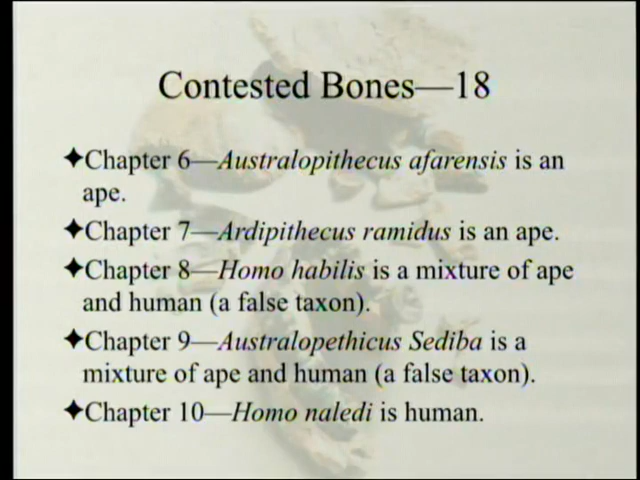 Contested Bones—18
✦Chapter 6—Australopithecus afarensis is an
ape.
✦Chapter 7—Ardipithecus ramidus is an ape.
✦Chapter 8—Homo habilis is a mixture of ape
and human (a false taxon).
✦Chapter 9—Australopethicus Sediba is a
mixture of ape and human (a false taxon).
✦Chapter 10—Homo naledi is human.